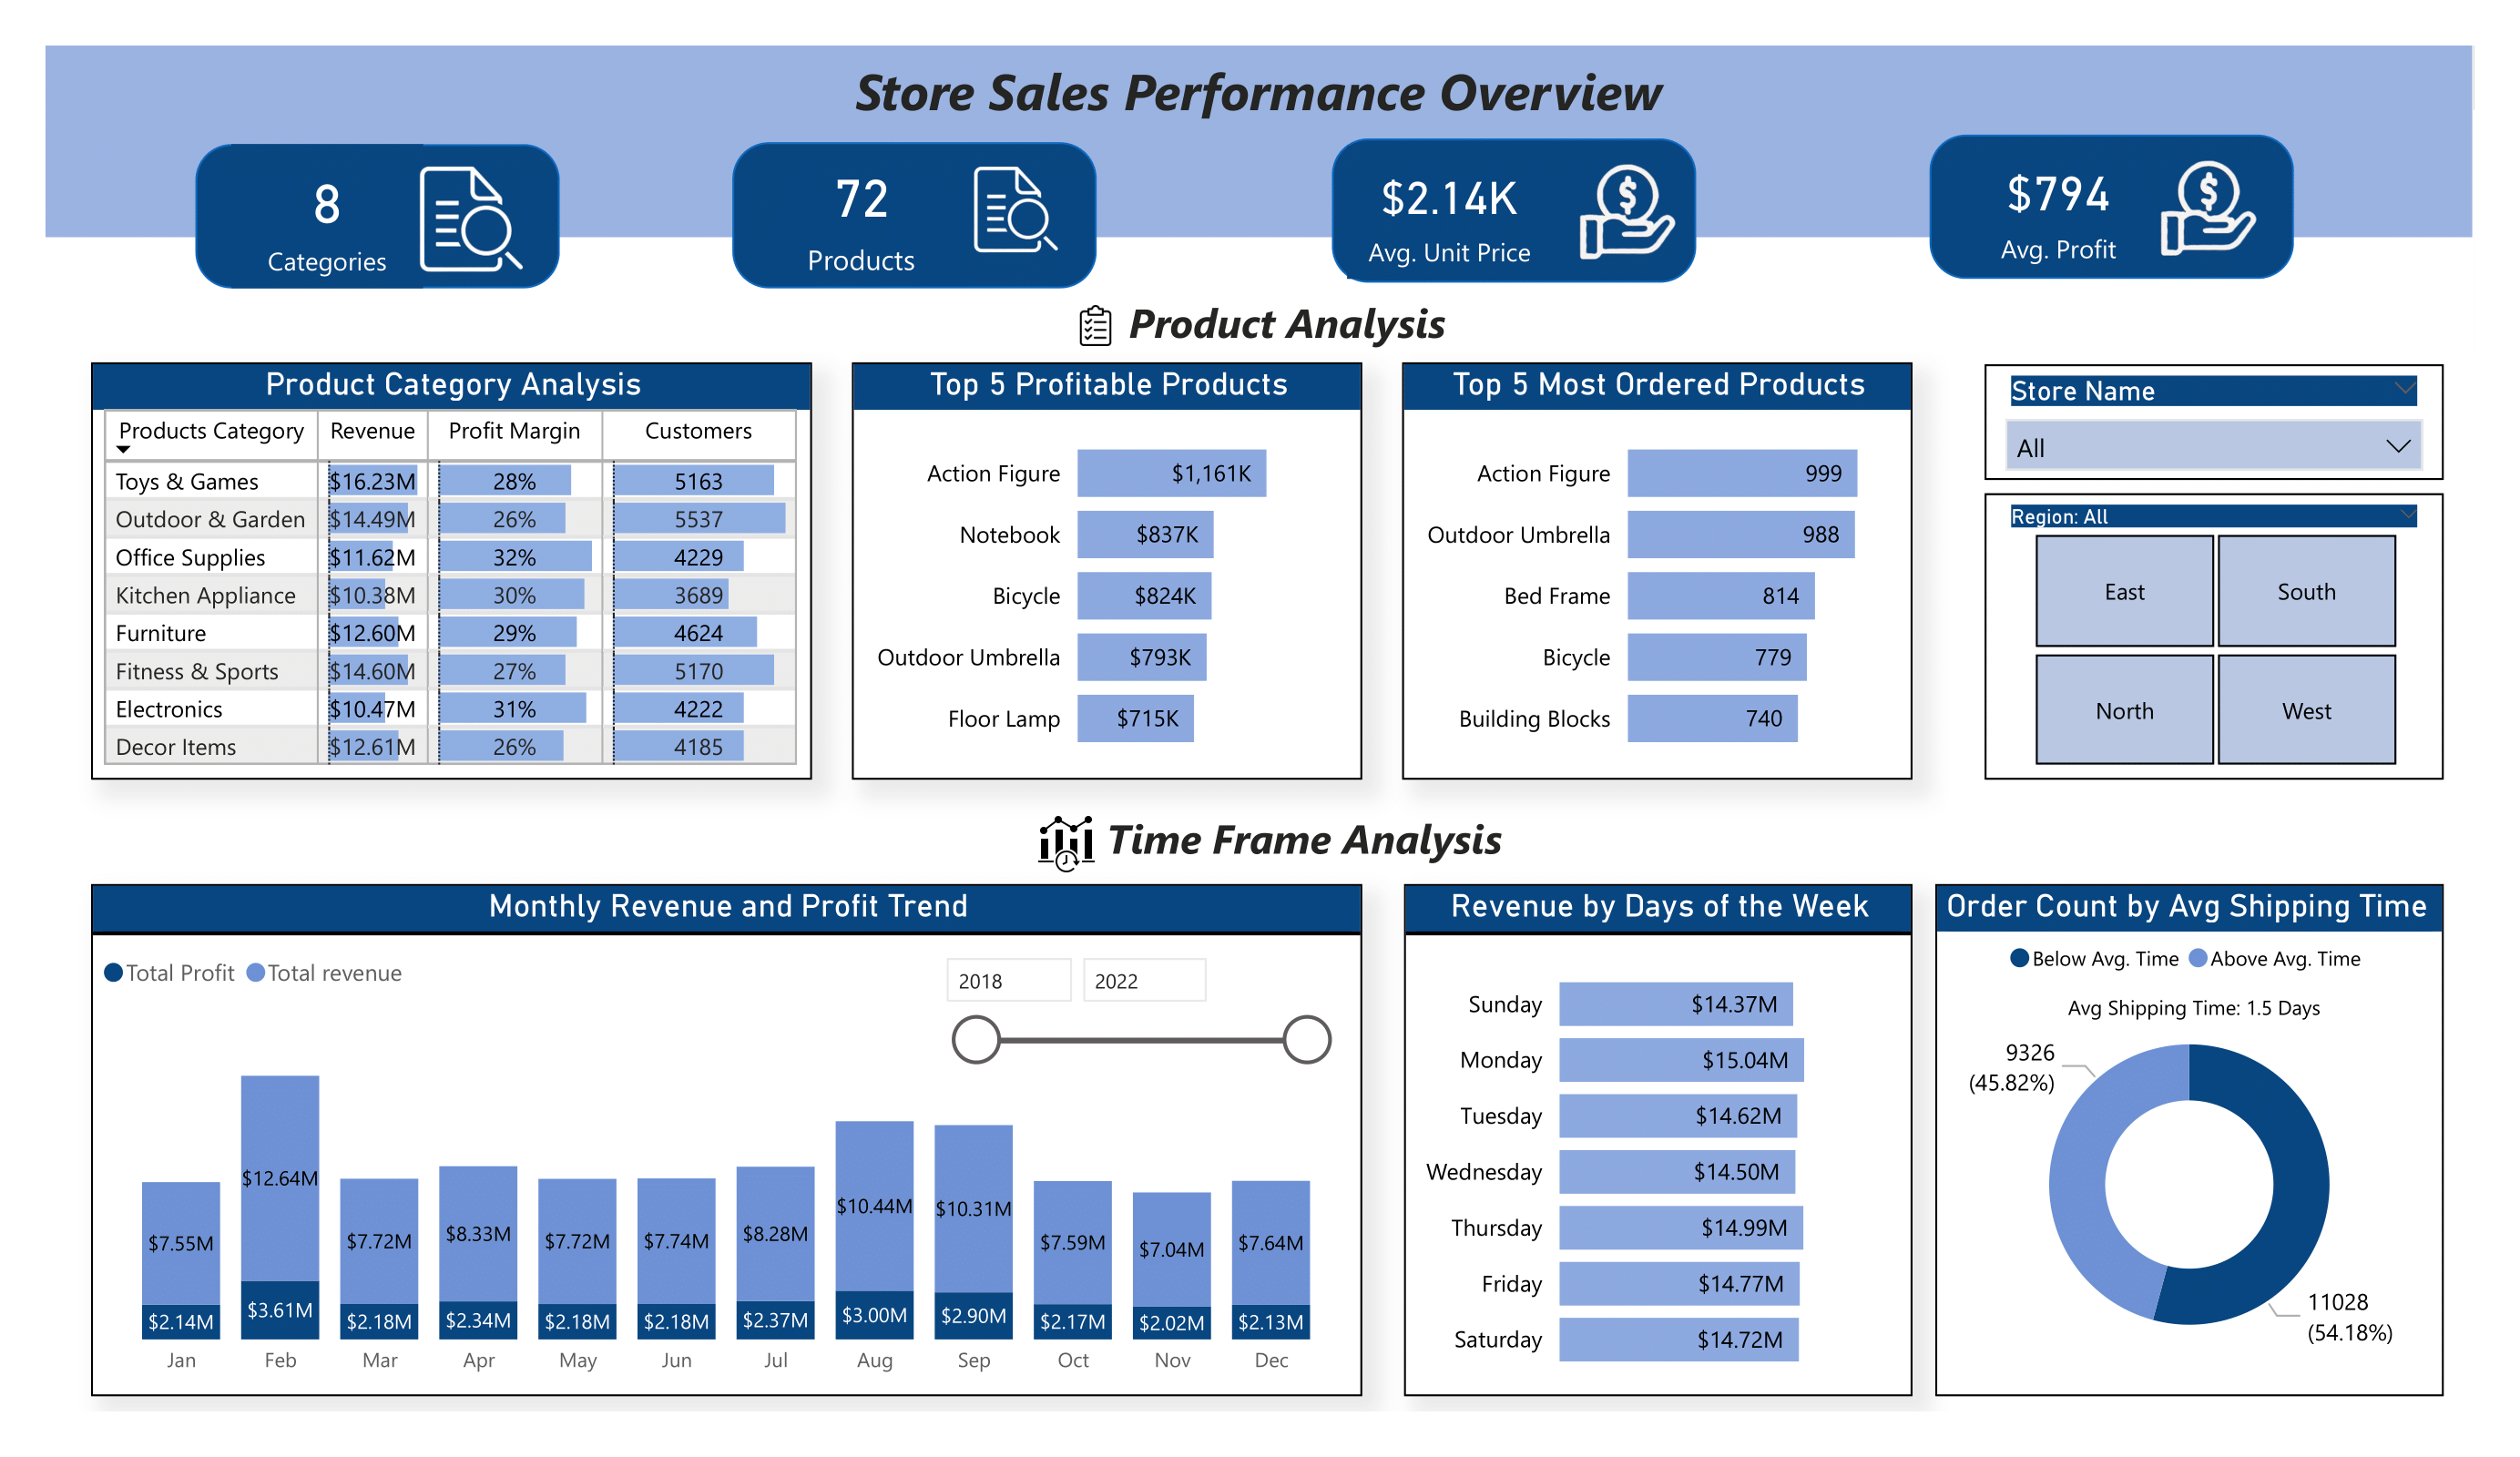 Store Sales Performance Overview
8
Categories
72
Products
$2.14K
Avg. Unit Price
$794
Avg. Profit
Product Analysis
Product Category Analysis
Products Category Revenue Profit Margin Customers
Toys & Games $16.23M 28% 5163
Outdoor & Garden $14.49M 26% 5537
Office Supplies $11.62M 32% 4229
Kitchen Appliance $10.38M 30% 3689
Furniture $12.60M 29% 4624
Fitness & Sports $14.60M 27% 5170
Electronics $10.47M 31% 4222
Decor Items $12.61M 26% 4185
Top 5 Profitable Products
Action Figure $1,161K
Notebook $837K
Bicycle $824K
Outdoor Umbrella $793K
Floor Lamp $715K
Top 5 Most Ordered Products
Action Figure 999
Outdoor Umbrella 988
Bed Frame 814
Bicycle 779
Building Blocks 740
Store Name
All
Region: All
East South
North West
Time Frame Analysis
Monthly Revenue and Profit Trend
Total Profit Total revenue
2018 2022
$7.55M $12.64M $7.72M $8.33M $7.72M $7.74M $8.28M $10.44M $10.31M $7.59M $7.04M $7.64M
$2.14M $3.61M $2.18M $2.34M $2.18M $2.18M $2.37M $3.00M $2.90M $2.17M $2.02M $2.13M
Jan Feb Mar Apr May Jun Jul Aug Sep Oct Nov Dec
Revenue by Days of the Week
Sunday $14.37M
Monday $15.04M
Tuesday $14.62M
Wednesday $14.50M
Thursday $14.99M
Friday $14.77M
Saturday $14.72M
Order Count by Avg Shipping Time
Below Avg. Time Above Avg. Time
Avg Shipping Time: 1.5 Days
9326
(45.82%)
11028
(54.18%)